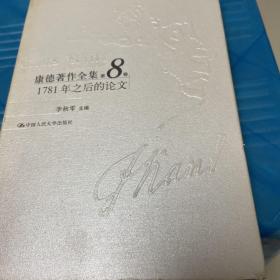 康德著作全集 第8卷
1781年之后的论文
李秋零 主编
中国人民大学出版社
Kant